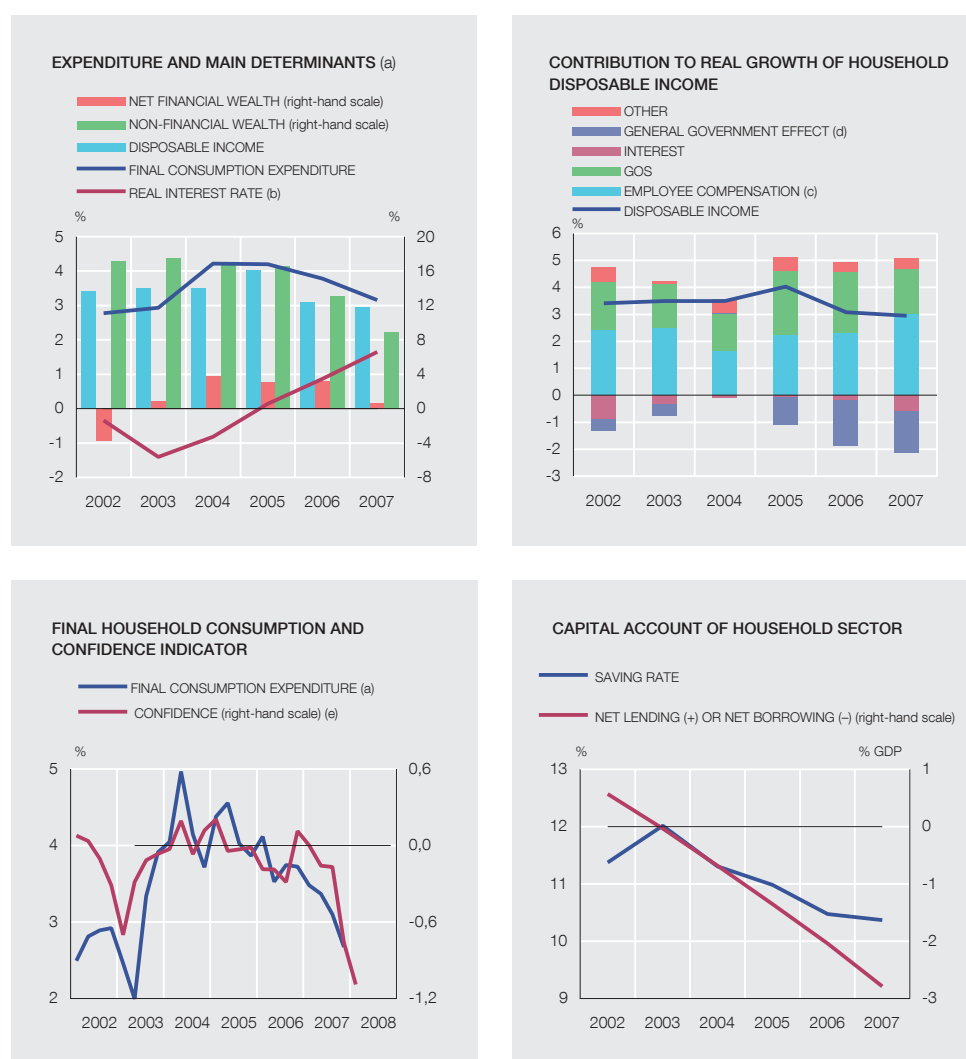 EXPENDITURE AND MAIN DETERMINANTS (a)
NET FINANCIAL WEALTH (right-hand scale)
NON-FINANCIAL WEALTH (right-hand scale)
DISPOSABLE INCOME
FINAL CONSUMPTION EXPENDITURE
REAL INTEREST RATE (b)
% %
5 20
4 16
3 12
2 8
1 4
0 0
-1 -4
-2 -8
2002 2003 2004 2005 2006 2007
CONTRIBUTION TO REAL GROWTH OF HOUSEHOLD
DISPOSABLE INCOME
OTHER
GENERAL GOVERNMENT EFFECT (d)
INTEREST
GOS
EMPLOYEE COMPENSATION (c)
DISPOSABLE INCOME
%
6
5
4
3
2
1
0
-1
-2
-3
2002 2003 2004 2005 2006 2007
FINAL HOUSEHOLD CONSUMPTION AND
CONFIDENCE INDICATOR
FINAL CONSUMPTION EXPENDITURE (a)
CONFIDENCE (right-hand scale) (e)
%
5 0,6
4 0,0
3 -0,6
2 -1,2
2002 2003 2004 2005 2006 2007 2008
CAPITAL ACCOUNT OF HOUSEHOLD SECTOR
SAVING RATE
NET LENDING (+) OR NET BORROWING (–) (right-hand scale)
% % GDP
13 1
12 0
11 -1
10 -2
9 -3
2002 2003 2004 2005 2006 2007